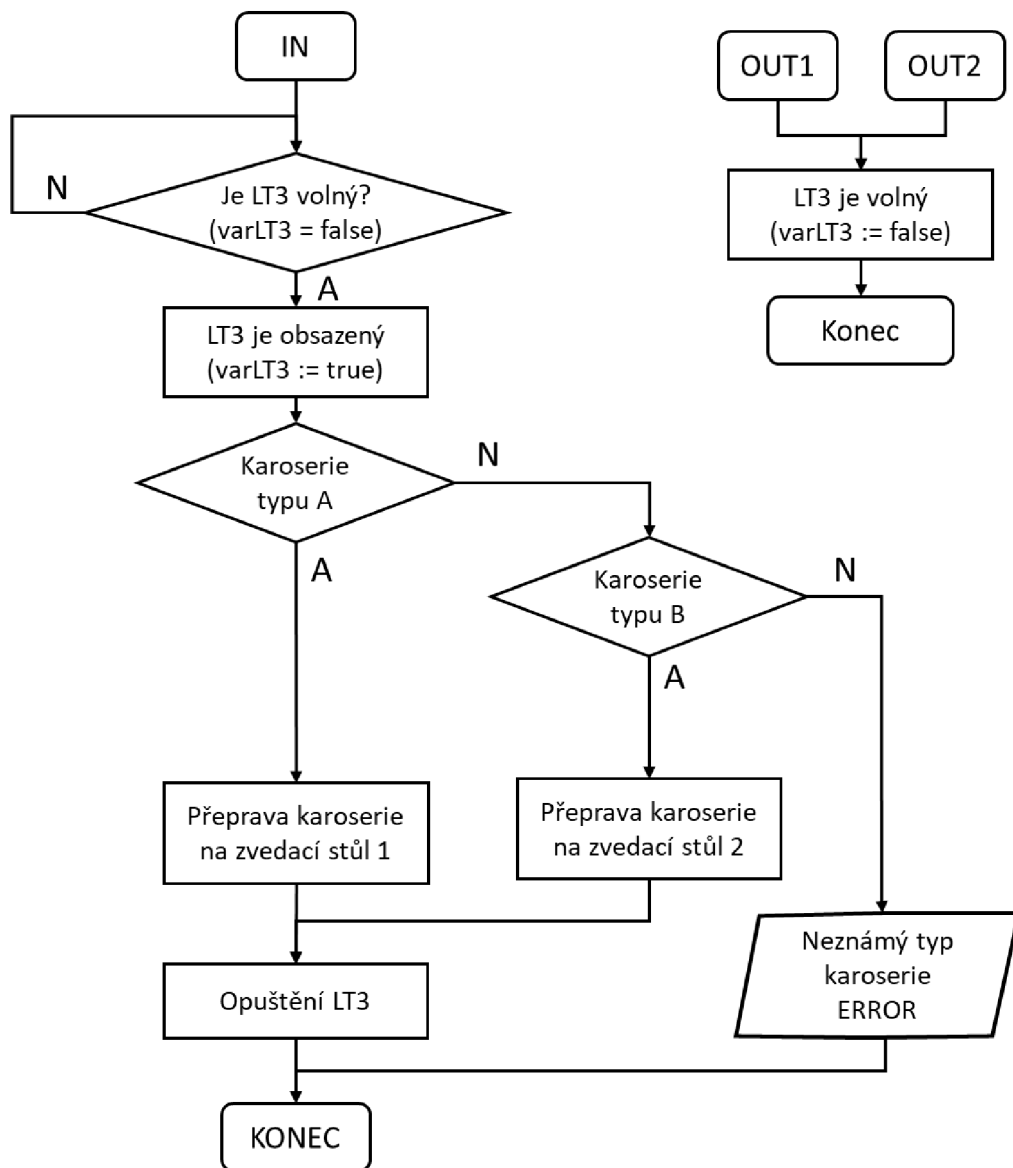 IN
OUT1
OUT2
N
Je LT3 volný?
(varLT3 = false)
A
LT3 je volný
(varLT3 := false)
Konec
LT3 je obsazený
(varLT3 := true)
Karoserie
typu A
N
A
Karoserie
typu B
N
A
Přeprava karoserie
na zvedací stůl 1
Přeprava karoserie
na zvedací stůl 2
Opuštění LT3
Neznámý typ
karoserie
ERROR
KONEC